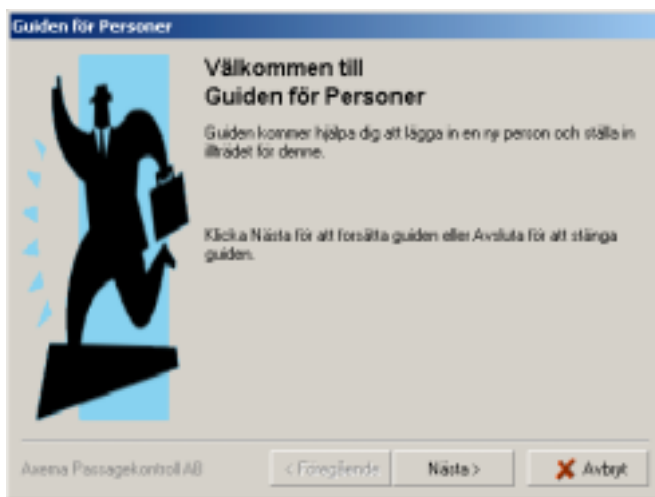 Guiden för Personer
Välkommen till
Guiden för Personer
Guiden kommer hjälpa dig att lägga in en ny person och ställa in
illträdet för denne.
Klicka Nästa för att forsätta guiden eller Avsluta för att stänga
guiden.
Axema Passagekontroll AB
< Föregående
Nästa >
Avbryt